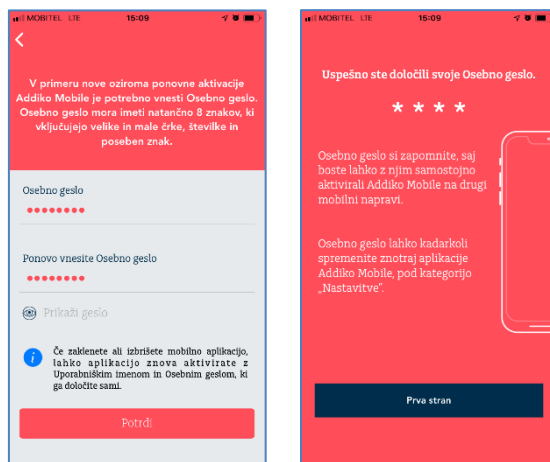 MOBITEL LTE 15:09
V primeru nove oziroma ponovne aktivacije
Addiko Mobile je potrebno vnesti Osebno geslo.
Osebno geslo mora imeti natančno 8 znakov, ki
vključujejo velike in male črke, številke in
poseben znak.
Osebno geslo
Ponovo vnesite Osebno geslo
Prikaži geslo
Če zaklenete ali izbrišete mobilno aplikacijo,
lahko aplikacijo znova aktivirate z
Uporabniškim imenom in Osebnim geslom, ki
ga določite sami.
Potrdi
MOBITEL LTE 15:09
Uspešno ste določili svoje Osebno geslo.
* * * *
Osebno geslo si zapomnite, saj
boste lahko z njim samostojno
aktivirali Addiko Mobile na drugi
mobilni napravi.
Osebno geslo lahko kadarkoli
spremenite znotraj aplikacije
Addiko Mobile, pod kategorijo
„Nastavitve".
Prva stran